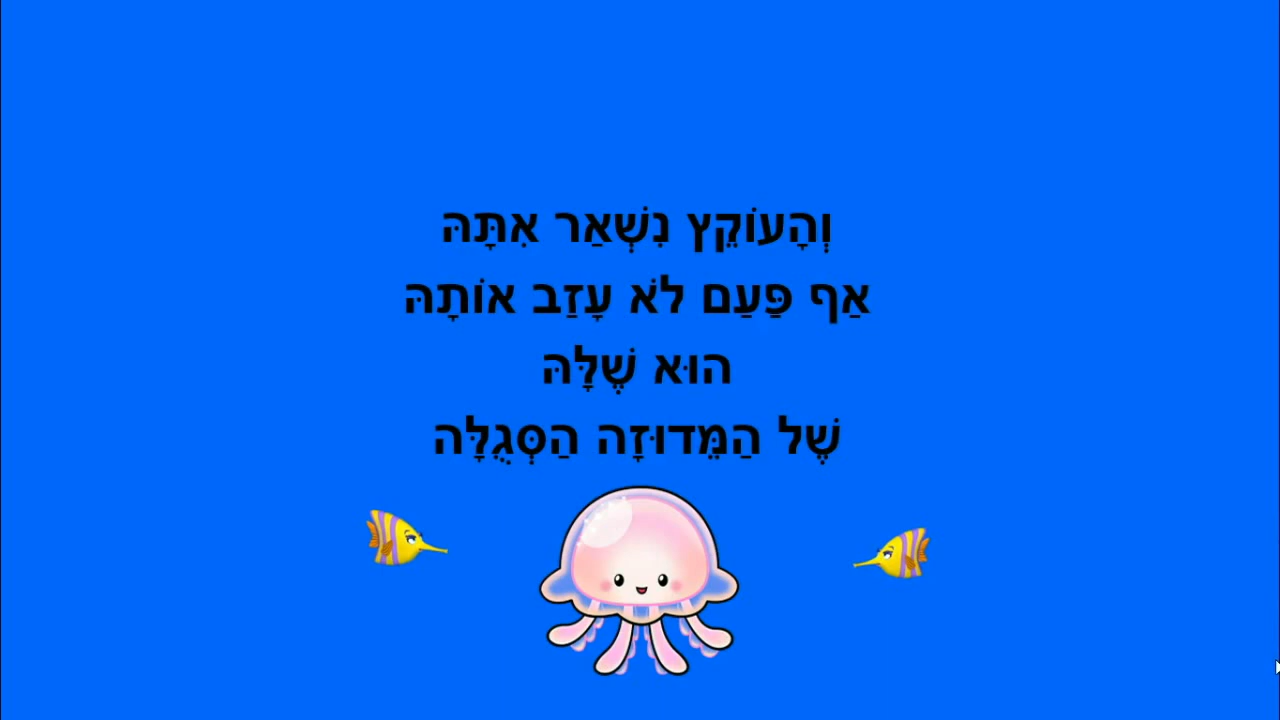 וְהָעוֹקֵץ נִשְׁאַר אִתָּהּ
אַף פַּעַם לֹא עָזַב אוֹתָהּ
הוּא שֶׁלָּהּ
שֶׁל הַמֵּדוּזָה הַסְּגֻלָּה